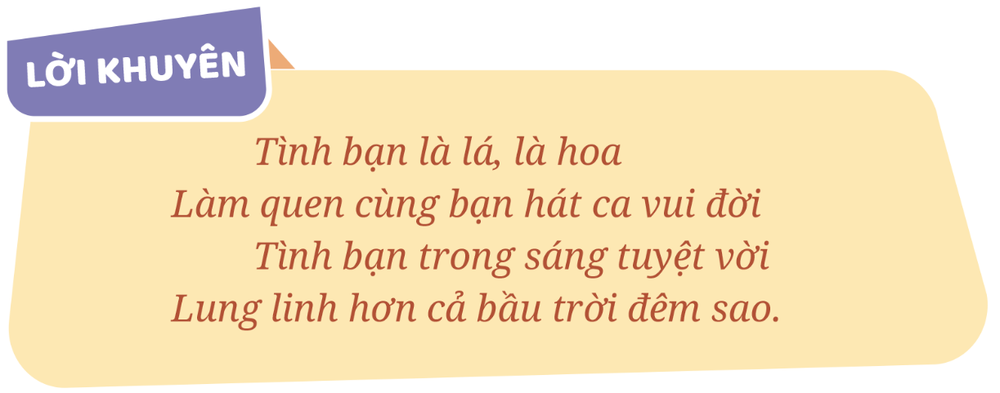 LỜI KHUYÊN
Tình bạn là lá, là hoa
Làm quen cùng bạn hát ca vui đời
Tình bạn trong sáng tuyệt vời
Lung linh hơn cả bầu trời đêm sao.